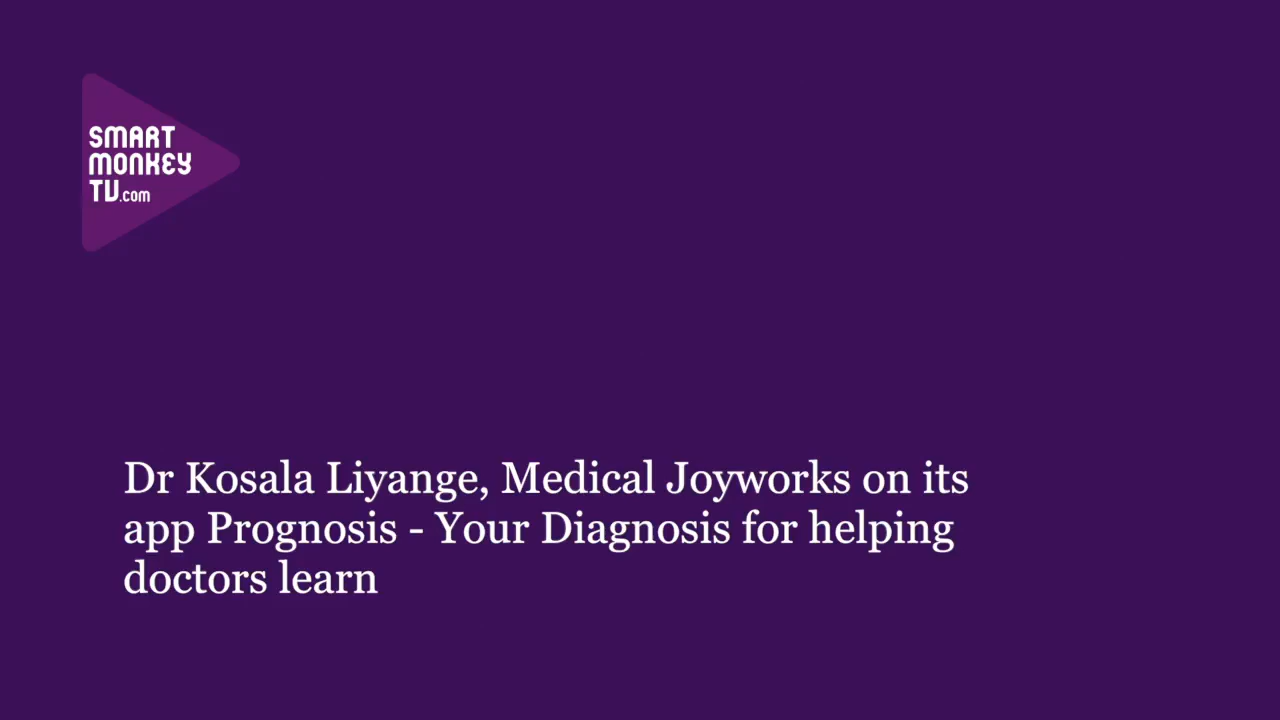 SMART
MONKEY
TV.com
Dr Kosala Liyange, Medical Joyworks on its
app Prognosis - Your Diagnosis for helping
doctors learn